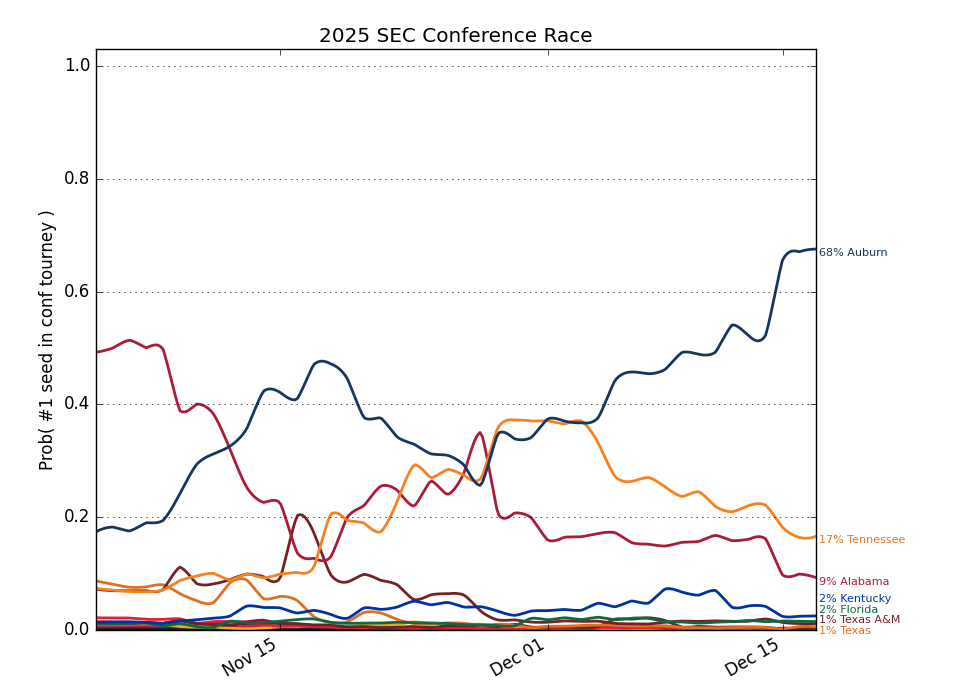 2025 SEC Conference Race
Prob( #1 seed in conf tourney )
1.0
0.8
0.6
0.4
0.2
0.0
Nov 15
Dec 01
Dec 15
68% Auburn
17% Tennessee
9% Alabama
2% Kentucky
2% Florida
1% Texas A&M
1% Texas